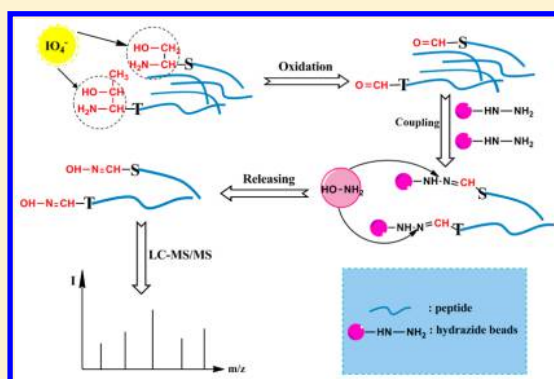 IO₄⁻
HO-CH₂
H₂N-CH-S
CH₃
HO-CH
H₂N-CH-T
Oxidation
O=CH-S
O=CH-T
Coupling
-HN-NH₂
-HN-NH₂
-NH-N=CH
S
-NH-N=CH
T
HO-NH₂
Releasing
OH-N=CH-S
OH-N=CH-T
LC-MS/MS
I
m/z
: peptide
-HN-NH₂ : hydrazide beads